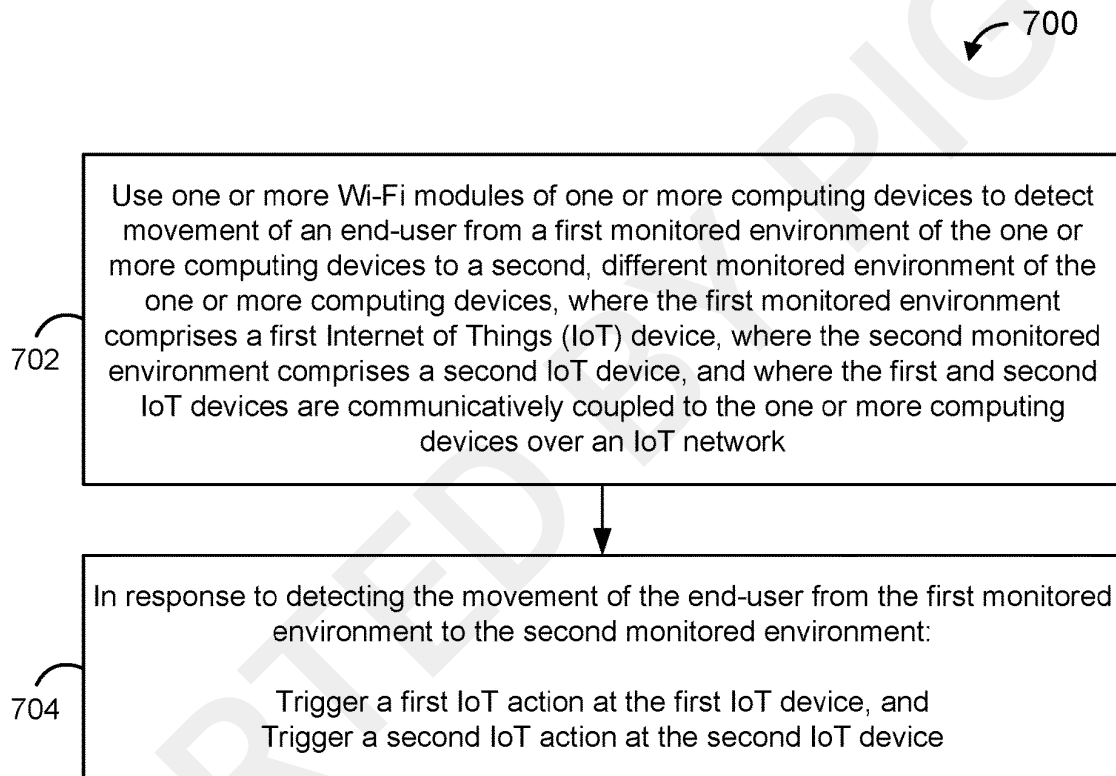 700
Use one or more Wi-Fi modules of one or more computing devices to detect
movement of an end-user from a first monitored environment of the one or
more computing devices to a second, different monitored environment of the
one or more computing devices, where the first monitored environment
comprises a first Internet of Things (IoT) device, where the second monitored
environment comprises a second IoT device, and where the first and second
IoT devices are communicatively coupled to the one or more computing
devices over an IoT network
702
In response to detecting the movement of the end-user from the first monitored
environment to the second monitored environment:
Trigger a first IoT action at the first IoT device, and
Trigger a second IoT action at the second IoT device
704
RTED BY PIG